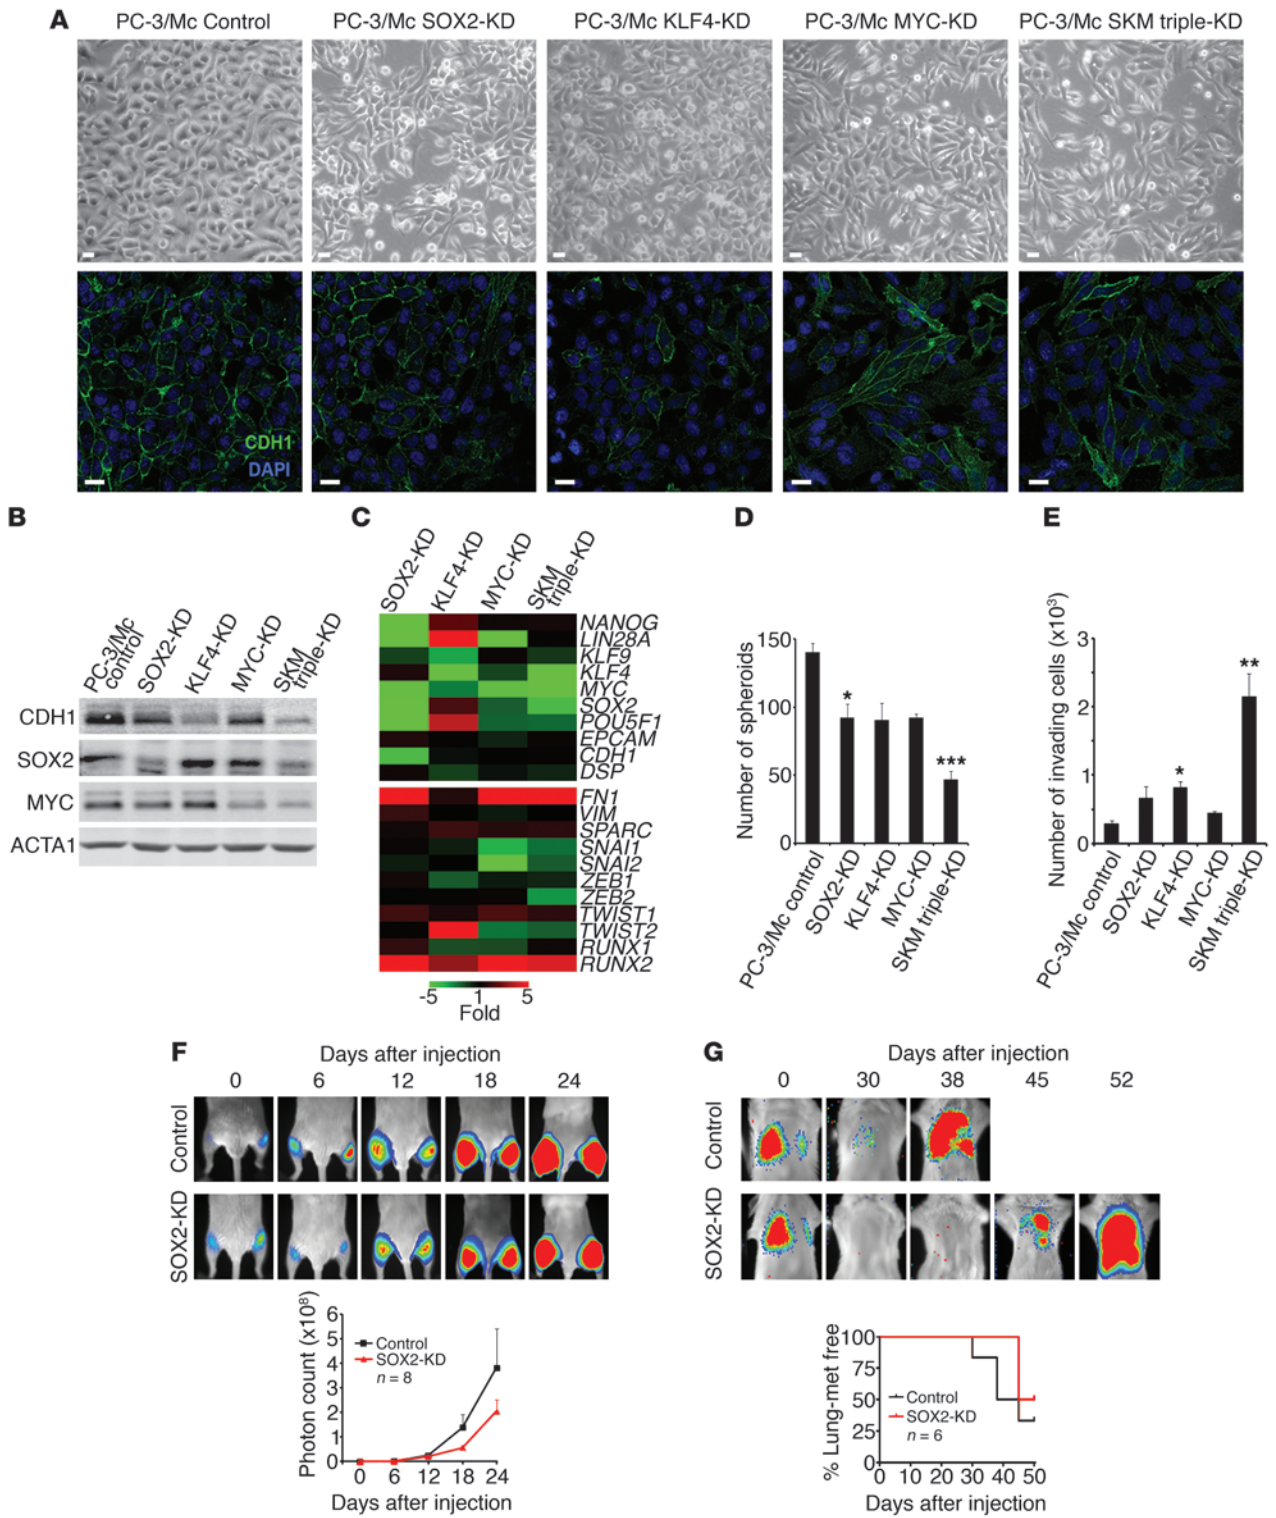 A
PC-3/Mc Control
PC-3/Mc SOX2-KD
PC-3/Mc KLF4-KD
PC-3/Mc MYC-KD
PC-3/Mc SKM triple-KD
CDH1
DAPI
B
PC-3/Mc control
SOX2-KD
KLF4-KD
MYC-KD
SKM triple-KD
CDH1
SOX2
MYC
ACTA1
C
SOX2-KD
KLF4-KD
MYC-KD
SKM triple-KD
NANOG
LIN28A
KLF9
KLF4
MYC
SOX2
POU5F1
EPCAM
CDH1
DSP
FN1
VIM
SPARC
SNAI1
SNAI2
ZEB1
ZEB2
TWIST1
TWIST2
RUNX1
RUNX2
-5 1 5
Fold
D
Number of spheroids
150
100
50
0
*
***
PC-3/Mc control
SOX2-KD
KLF4-KD
MYC-KD
SKM triple-KD
E
Number of invading cells (x10³)
3
2
1
0
*
**
PC-3/Mc control
SOX2-KD
KLF4-KD
MYC-KD
SKM triple-KD
F
Days after injection
0 6 12 18 24
Control
SOX2-KD
Photon count (x10⁸)
6
5
4
3
2
1
0
Control
SOX2-KD
n = 8
0 6 12 18 24
Days after injection
G
Days after injection
0 30 38 45 52
Control
SOX2-KD
% Lung-met free
100
75
50
25
0
Control
SOX2-KD
n = 6
0 10 20 30 40 50
Days after injection